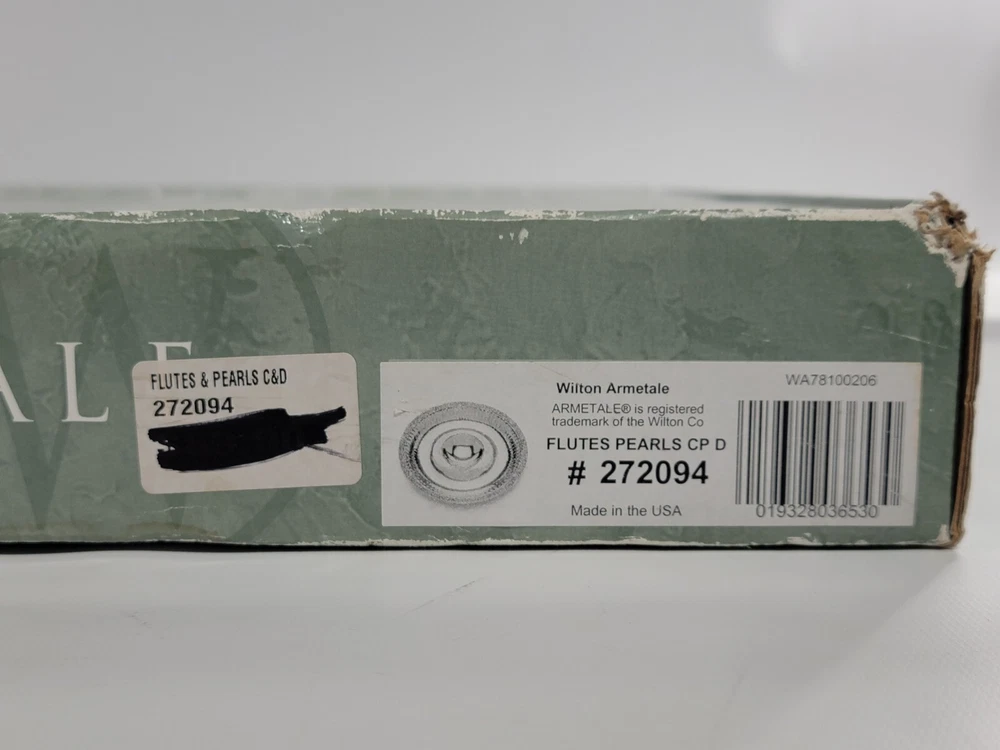 ALE
FLUTES & PEARLS C&D
272094
Wilton Armetale
ARMETALE® is registered
trademark of the Wilton Co
FLUTES PEARLS CP D
# 272094
Made in the USA
WA78100206
019328036530